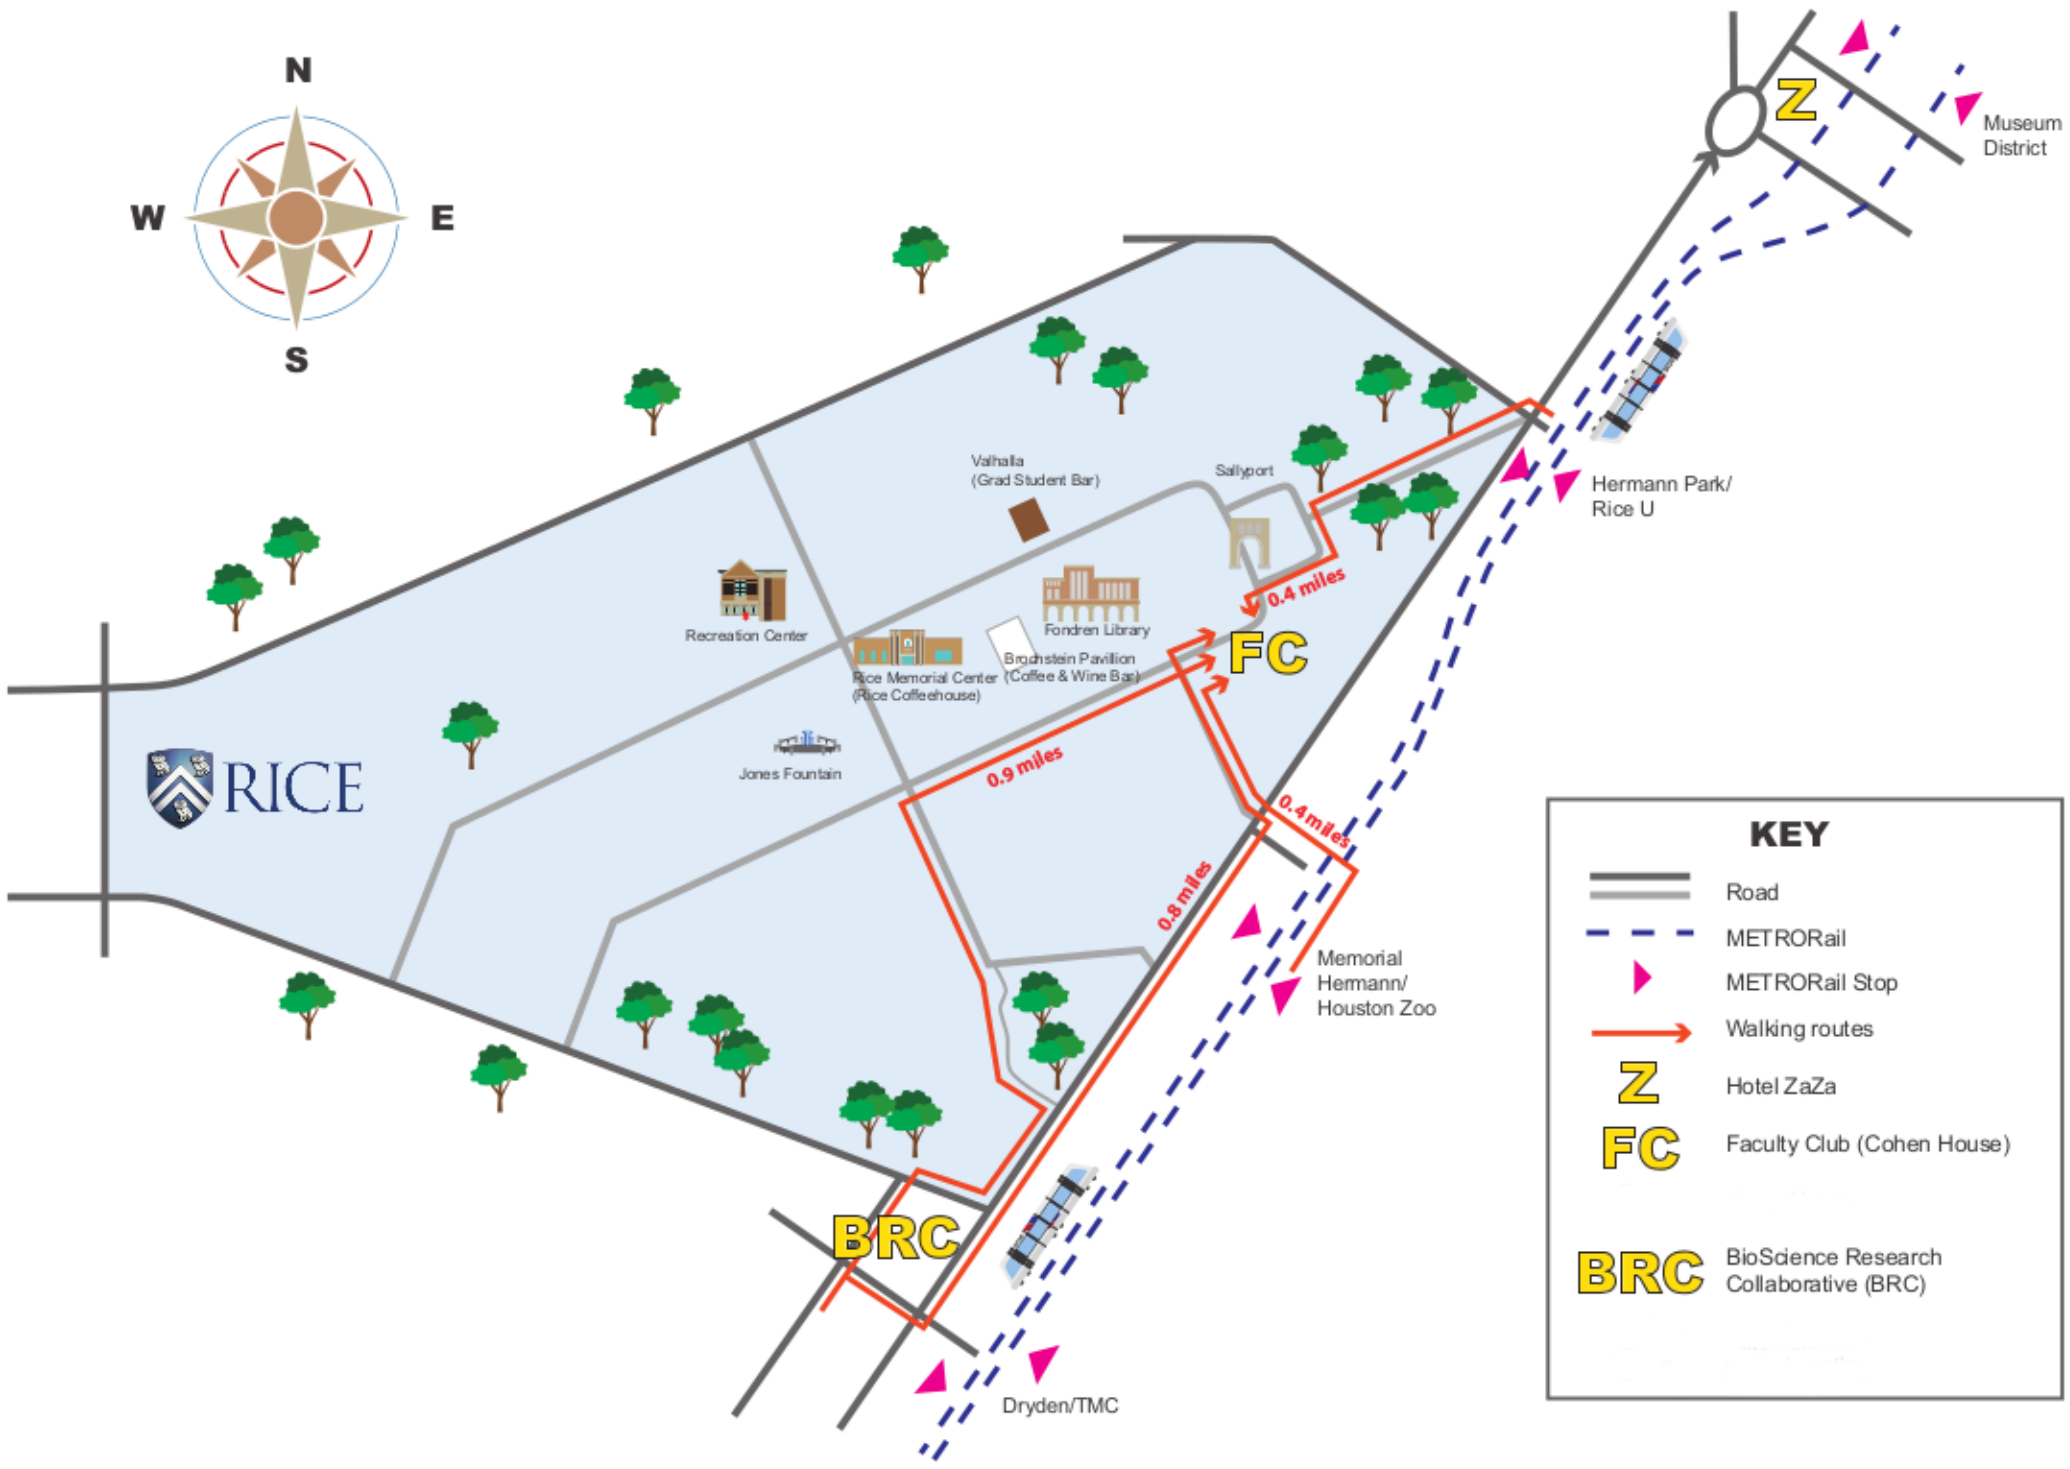 N
W
E
S
Z
Museum
District
Valhalla
(Grad Student Bar)
Sallyport
Hermann Park/
Rice U
0.4 miles
Recreation Center
Fondren Library
FC
Rice Memorial Center
(Rice Coffeehouse)
Brochstein Pavillion
(Coffee & Wine Bar)
RICE
Jones Fountain
0.9 miles
0.4 miles
0.8 miles
Memorial
Hermann/
Houston Zoo
BRC
Dryden/TMC
KEY
Road
METRORail
METRORail Stop
Walking routes
Z
Hotel ZaZa
FC
Faculty Club (Cohen House)
BRC
BioScience Research
Collaborative (BRC)